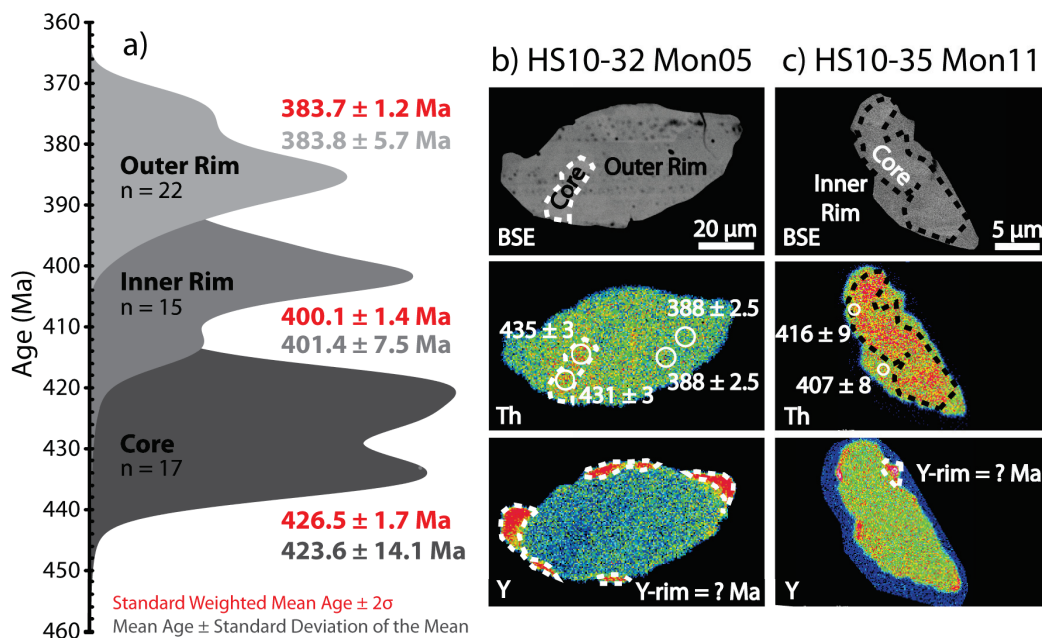 a)
360
370
380
390
400
410
420
430
440
450
460
Age (Ma)
383.7 ± 1.2 Ma
383.8 ± 5.7 Ma
Outer Rim
n = 22
Inner Rim
n = 15
400.1 ± 1.4 Ma
401.4 ± 7.5 Ma
Core
n = 17
426.5 ± 1.7 Ma
423.6 ± 14.1 Ma
Standard Weighted Mean Age ± 2σ
Mean Age ± Standard Deviation of the Mean
b) HS10-32 Mon05
Core
Outer Rim
BSE
20 µm
388 ± 2.5
435 ± 3
388 ± 2.5
431 ± 3
Th
Y
Y-rim = ? Ma
c) HS10-35 Mon11
Core
Inner
Rim
BSE
5 µm
416 ± 9
407 ± 8
Th
Y-rim = ? Ma
Y